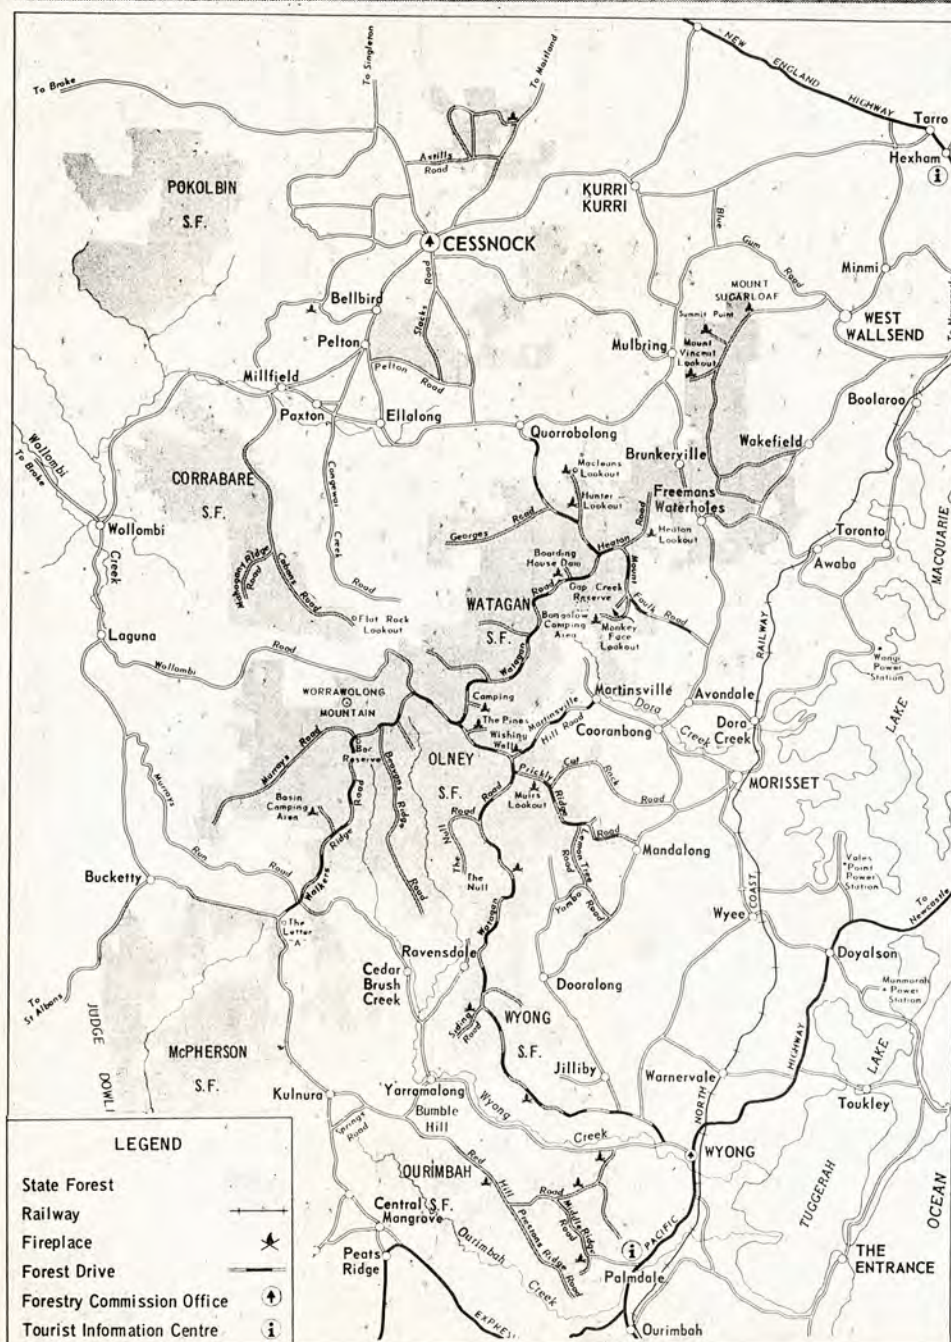 To Broke
To Singleton
To Maitland
NEW ENGLAND HIGHWAY
Tarro
Hexham
Astills Road
POKOLBIN
S.F.
KURRI
KURRI
CESSNOCK
Blue Gum Road
Minmi
MOUNT
SUGARLOAF
Summit Point
Mount
Vincent
Lookout
WEST
WALLSEND
Bellbird
Slacks Road
Pelton
Pelton Road
Mulbring
Millfield
Boolaroo
Paxton
Ellalong
Quorrobolong
Wakefield
Brunkerville
Wollombi
To Broke
Macleans
Lookout
CORRABARE
S.F.
Congewai Creek Road
Hunter
Lookout
Freemans
Waterholes
MACQUARIE
Wollombi
Georges Road
Heaton Road
Heaton
Lookout
Toronto
Creek
Mahogany Ridge
Road
Cabans Road
Boarding
House Dam
Mount Faulk Road
Awaba
Gap Creek
Reserve
WATAGAN
S.F.
Watagan Road
Flat Rock
Lookout
Bangalow
Camping
Area
Monkey
Face
Lookout
RAILWAY
Laguna
Wollombi Road
Wangi
Power
Station
WORRAWOLONG
MOUNTAIN
Camping
Martinsville
Avondale
LAKE
The Pines
Martinsville
Hill Road
Dora
Creek
Cooranbong
Dora
Creek
Wishing
Well
Murrays Road
Bar
Reserve
Beavans Ridge Road
OLNEY
S.F.
MORISSET
Prickly Ridge
Cut Rock Road
Muirs
Lookout
Murrays Run Road
Basin
Camping
Area
Walkers Ridge Road
The Null Road
The
Null
Lemon Tree Road
Road
Mandalong
Vales
Point
Power
Station
Bucketty
Yambo Road
Watagan Road
COAST
Wyee
To
Newcastle
The
Letter
"A"
Ravensdale
Doyalson
Cedar
Brush
Creek
Dooralong
Munmorah
Power
Station
To
St Albans
JUDGE
DOWLI
Siding
Road
WYONG
S.F.
HIGHWAY
LAKE
McPHERSON
S.F.
Jilliby
Warnervale
Kulnura
Yarramalong
NORTH
Toukley
Springs
Road
Bumble
Hill
Wyong Creek
WYONG
LEGEND
State Forest
Railway
Fireplace
Forest Drive
Forestry Commission Office
Tourist Information Centre
OURIMBAH
S.F.
Red Hill Road
TUGGERAH
OCEAN
Central
Mangrove
Middle Ridge
Road
Prestons Ridge Road
PACIFIC
Peats
Ridge
Ourimbah Creek
Palmdale
THE
ENTRANCE
EXPRES
Ourimbah